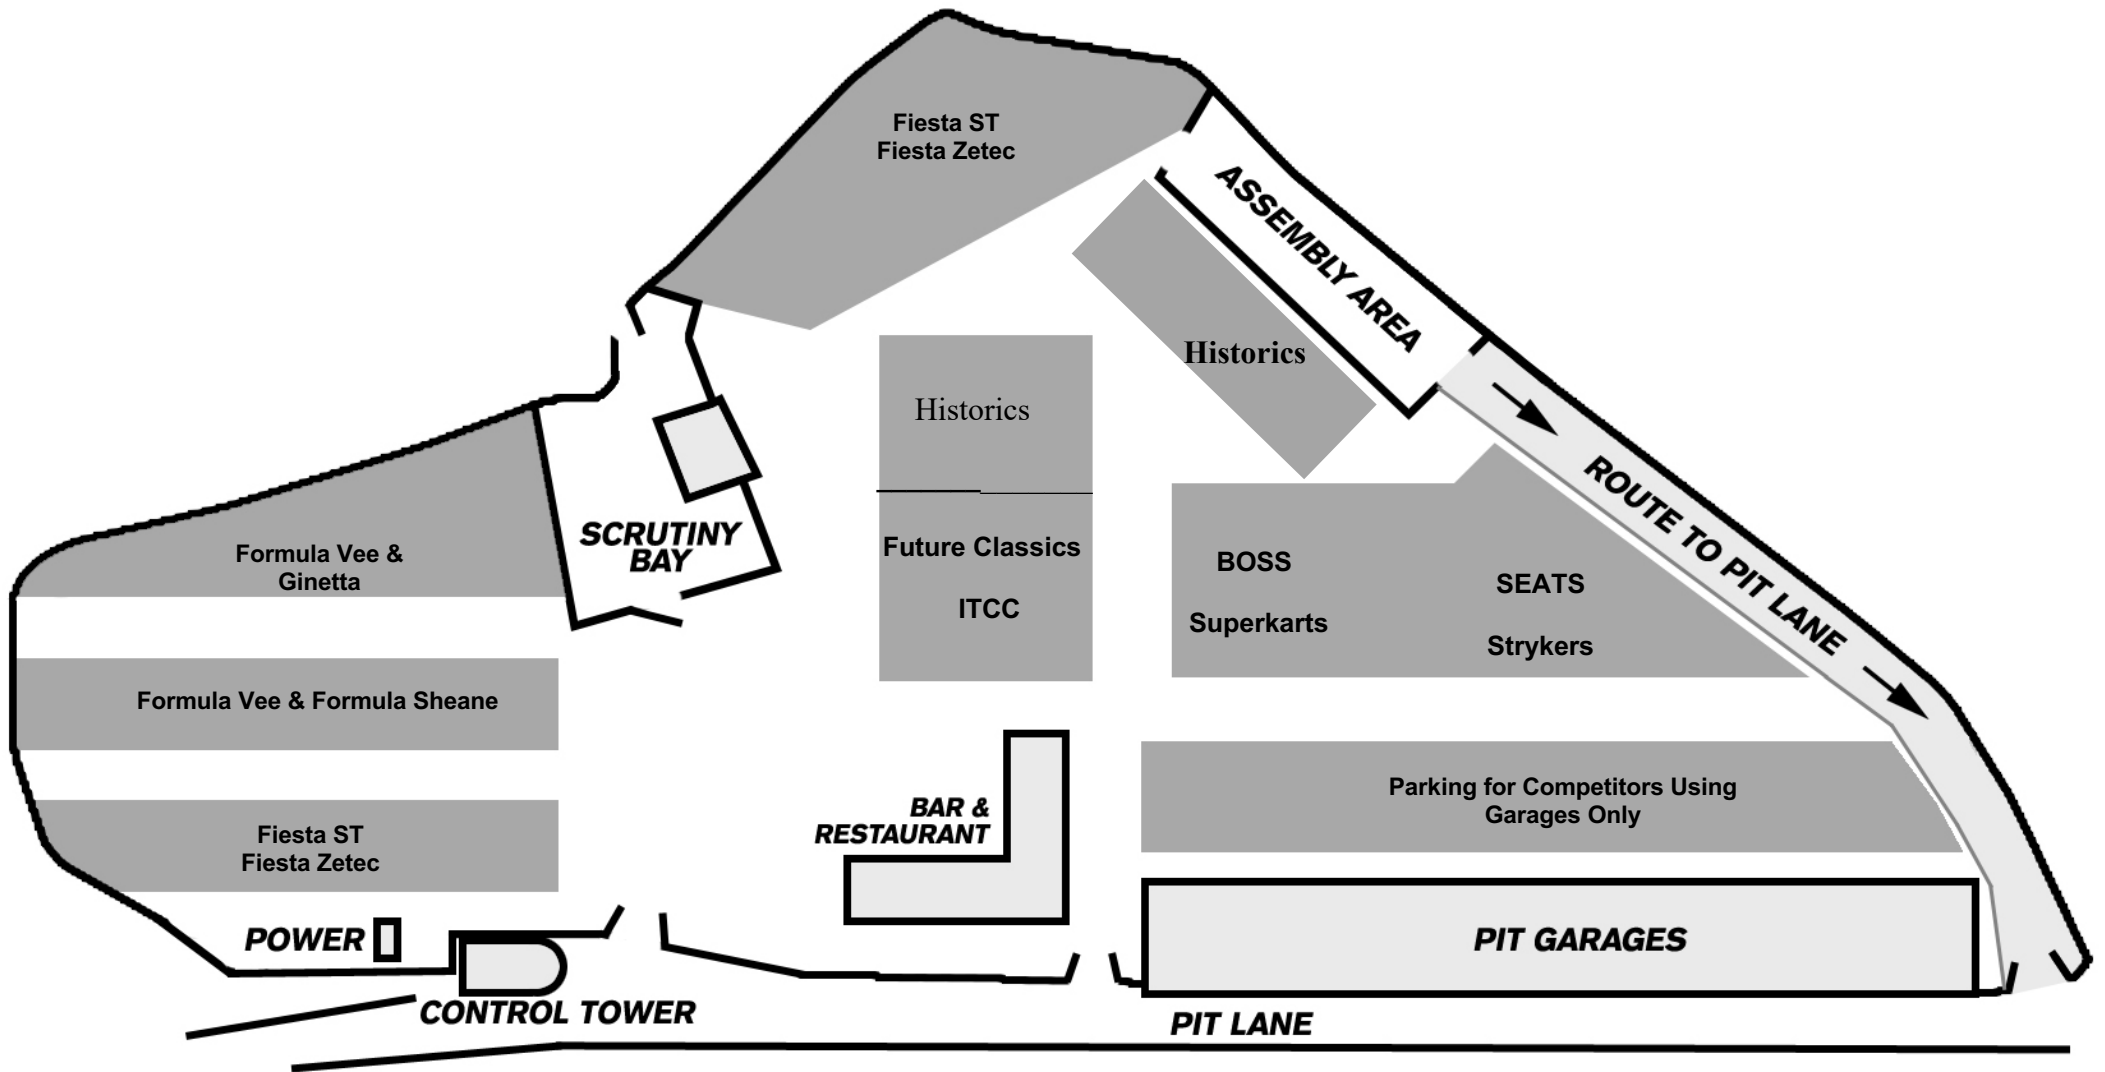 Fiesta ST
Fiesta Zetec
ASSEMBLY AREA
Historics
Historics
ROUTE TO PIT LANE
SCRUTINY
BAY
Future Classics
ITCC
BOSS
Superkarts
SEATS
Strykers
Formula Vee &
Ginetta
Formula Vee & Formula Sheane
Parking for Competitors Using
Garages Only
BAR &
RESTAURANT
Fiesta ST
Fiesta Zetec
POWER
PIT GARAGES
CONTROL TOWER
PIT LANE